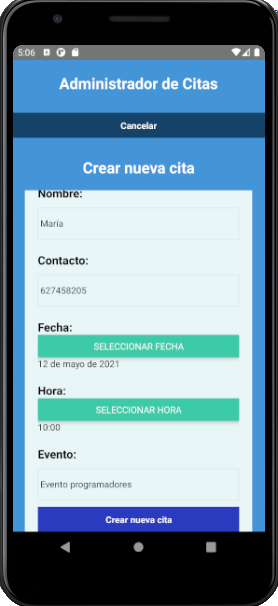 5:06
Administrador de Citas
Cancelar
Crear nueva cita
Nombre:
María
Contacto:
627458205
Fecha:
SELECCIONAR FECHA
12 de mayo de 2021
Hora:
SELECCIONAR HORA
10:00
Evento:
Evento programadores
Crear nueva cita